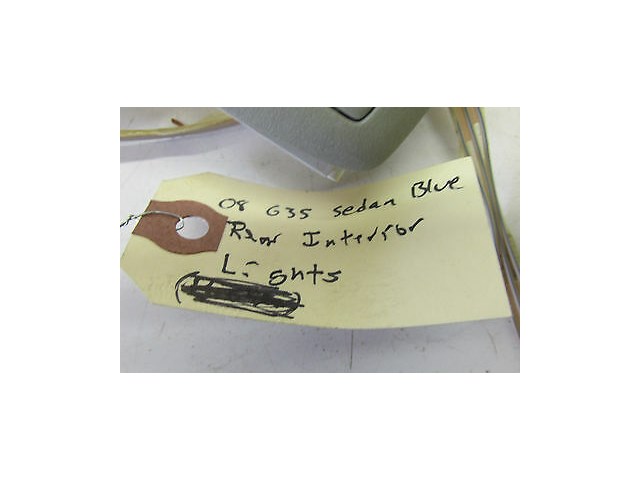 08 G35 Sedan Blue
Rear Interior
Lights